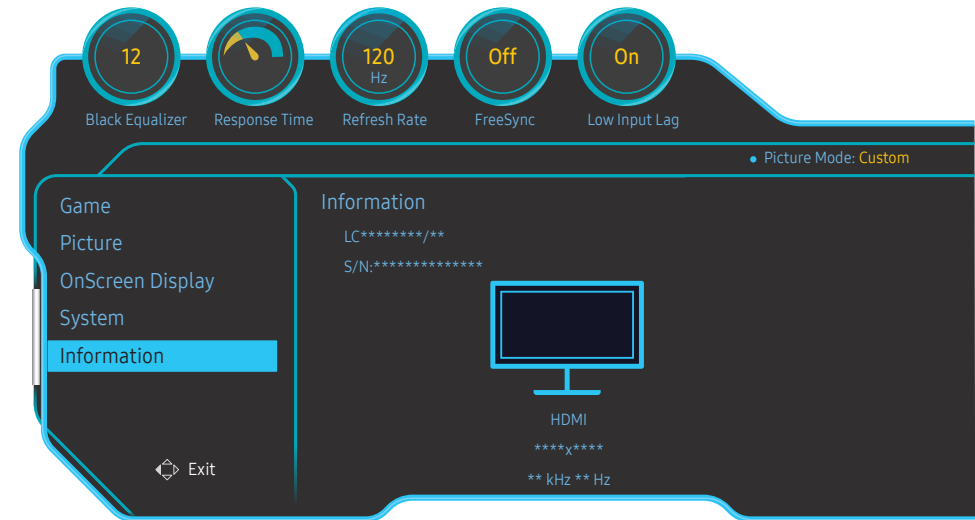 12
120
Hz
Off
On
Black Equalizer
Response Time
Refresh Rate
FreeSync
Low Input Lag
● Picture Mode: Custom
Game
Picture
OnScreen Display
System
Information
Exit
Information
LC********/**
S/N:**************
HDMI
****x****
** kHz ** Hz